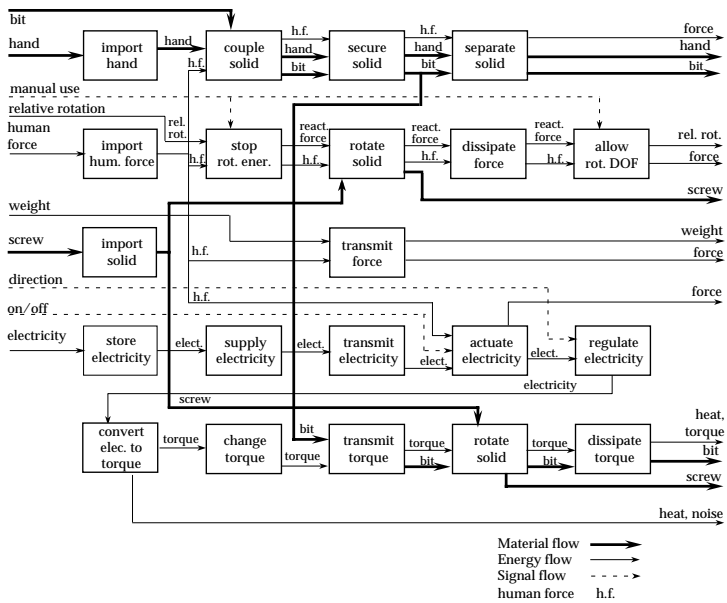 bit
hand
import hand
hand
h.f.
couple solid
h.f.
hand
bit
secure solid
h.f.
hand
bit
separate solid
force
hand
bit
manual use
relative rotation
human force
import hum. force
rel. rot.
h.f.
stop rot. ener.
react. force
h.f.
rotate solid
react. force
h.f.
dissipate force
react. force
h.f.
allow rot. DOF
rel. rot.
force
screw
weight
screw
import solid
h.f.
transmit force
weight
force
direction
on/off
h.f.
force
electricity
store electricity
elect.
supply electricity
elect.
transmit electricity
elect.
actuate electricity
elect.
regulate electricity
electricity
screw
convert elec. to torque
torque
change torque
bit
torque
transmit torque
torque
bit
rotate solid
torque
bit
dissipate torque
heat, torque
bit
screw
heat, noise
Material flow
Energy flow
Signal flow
human force h.f.